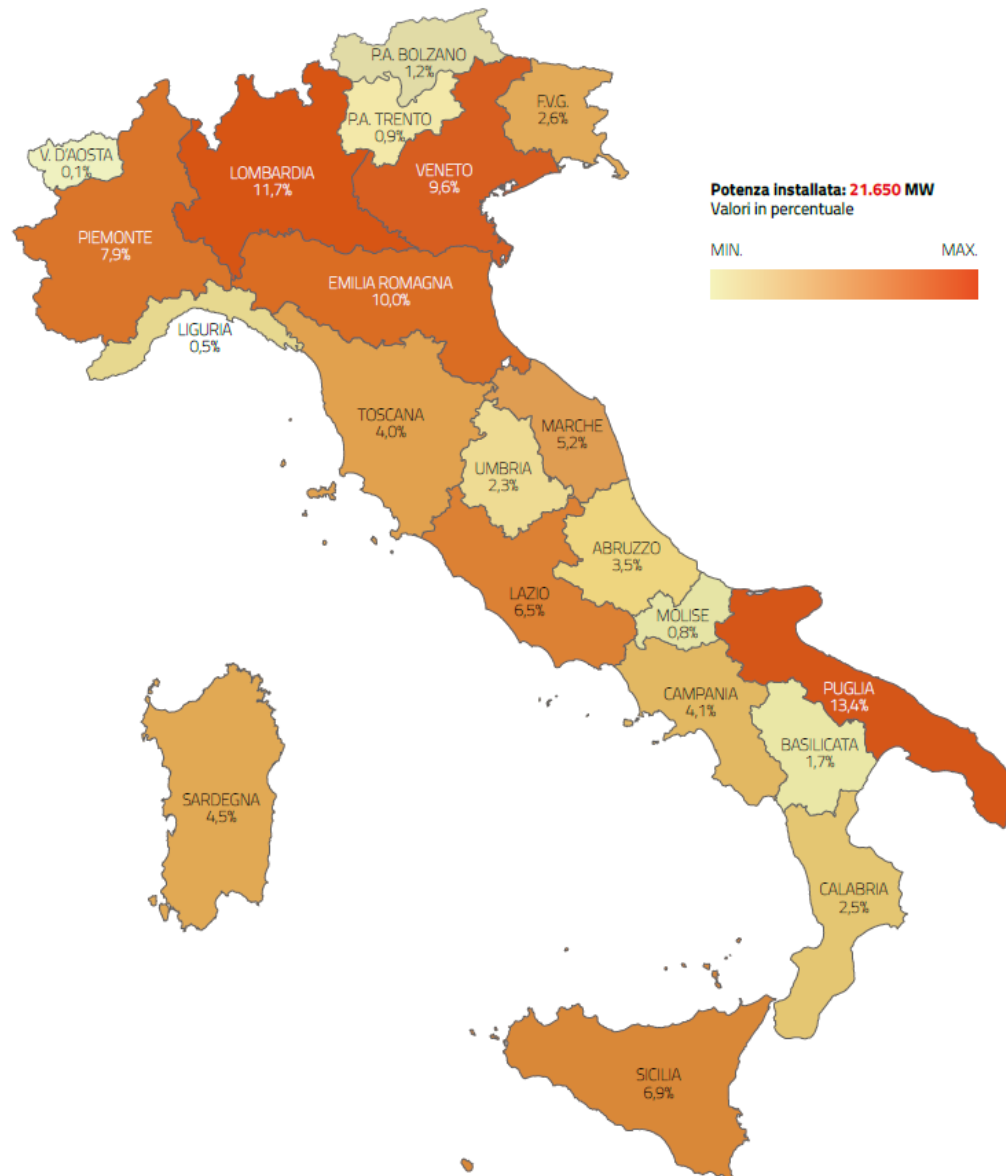 P.A. BOLZANO
1,2%
F.V.G.
2,6%
P.A. TRENTO
0,9%
V. D'AOSTA
0,1%
LOMBARDIA
11,7%
VENETO
9,6%
Potenza installata: 21.650 MW
Valori in percentuale
MIN. MAX.
PIEMONTE
7,9%
EMILIA ROMAGNA
10,0%
LIGURIA
0,5%
TOSCANA
4,0%
MARCHE
5,2%
UMBRIA
2,3%
ABRUZZO
3,5%
LAZIO
6,5%
MOLISE
0,8%
CAMPANIA
4,1%
PUGLIA
13,4%
BASILICATA
1,7%
SARDEGNA
4,5%
CALABRIA
2,5%
SICILIA
6,9%